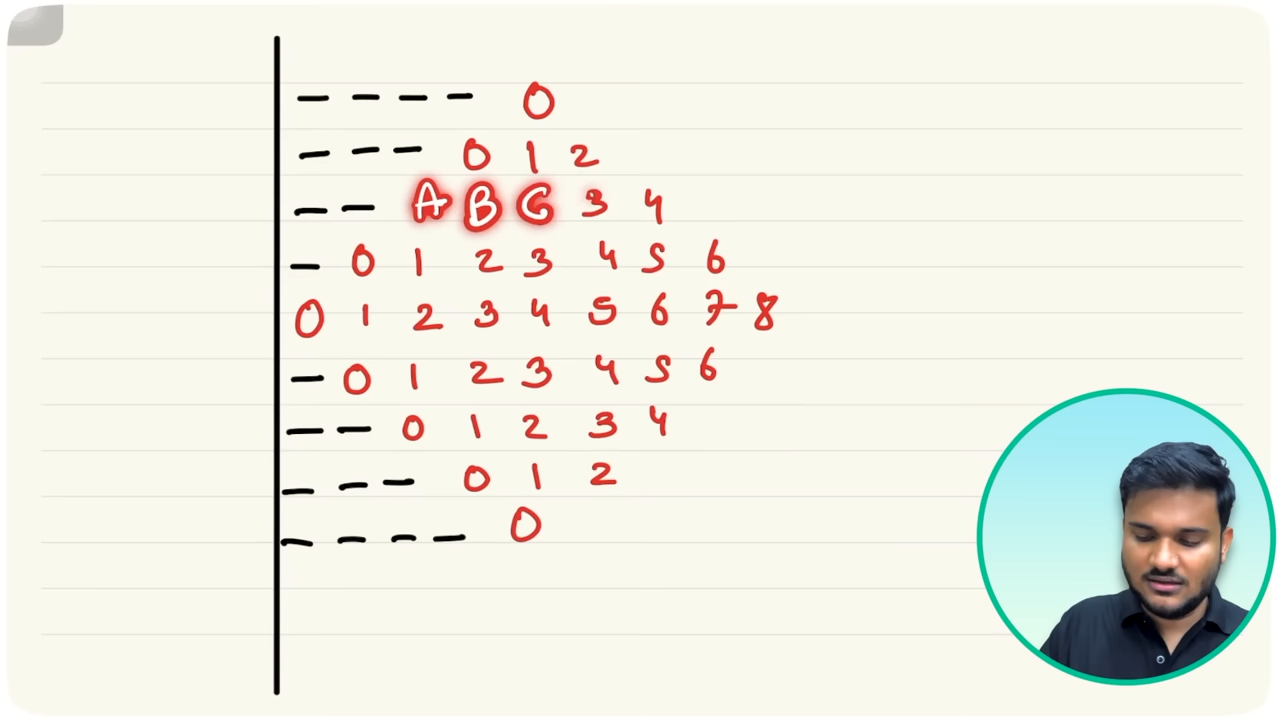 - - - - 0
- - - 0 1 2
- - A B C 3 4
- 0 1 2 3 4 5 6
0 1 2 3 4 5 6 7 8
- 0 1 2 3 4 5 6
- - 0 1 2 3 4
- - - 0 1 2
- - - - 0